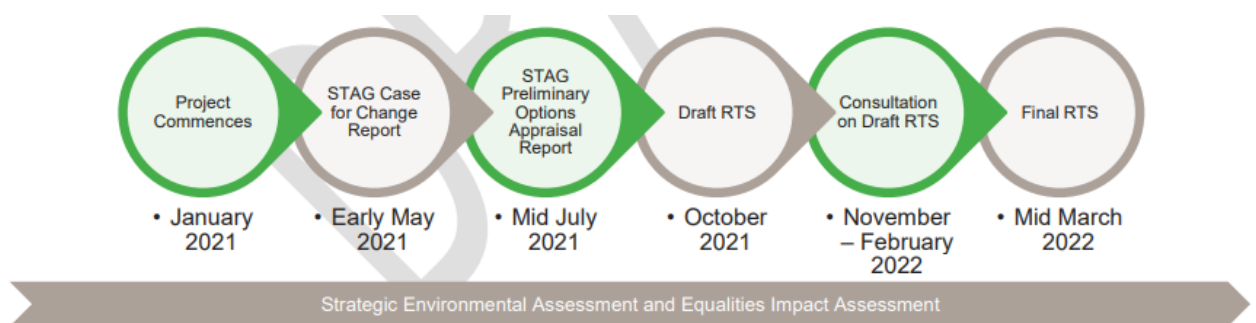 Project
Commences
STAG Case
for Change
Report
STAG
Preliminary
Options
Appraisal
Report
Draft RTS
Consultation
on Draft RTS
Final RTS
• January
2021
• Early May
2021
• Mid July
2021
• October
2021
• November
– February
2022
• Mid March
2022
Strategic Environmental Assessment and Equalities Impact Assessment